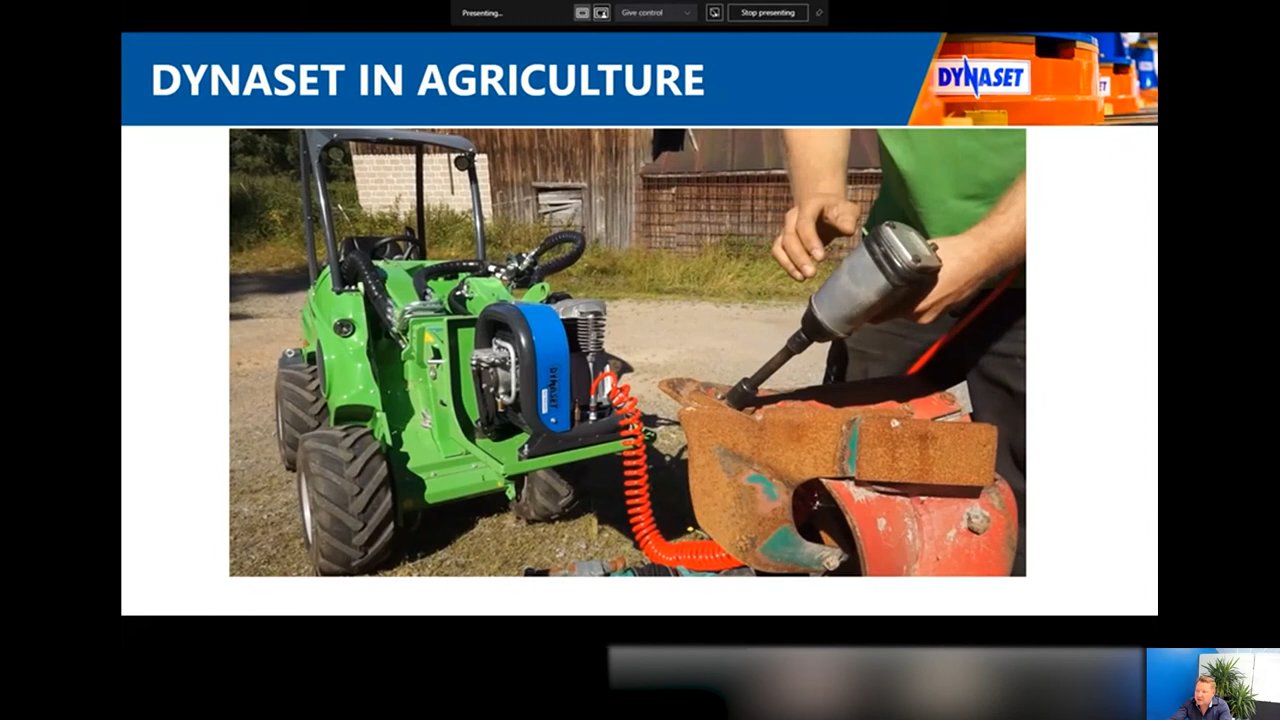 Presenting...
Give control
Stop presenting
DYNASET IN AGRICULTURE
DYNASET
DYNASET